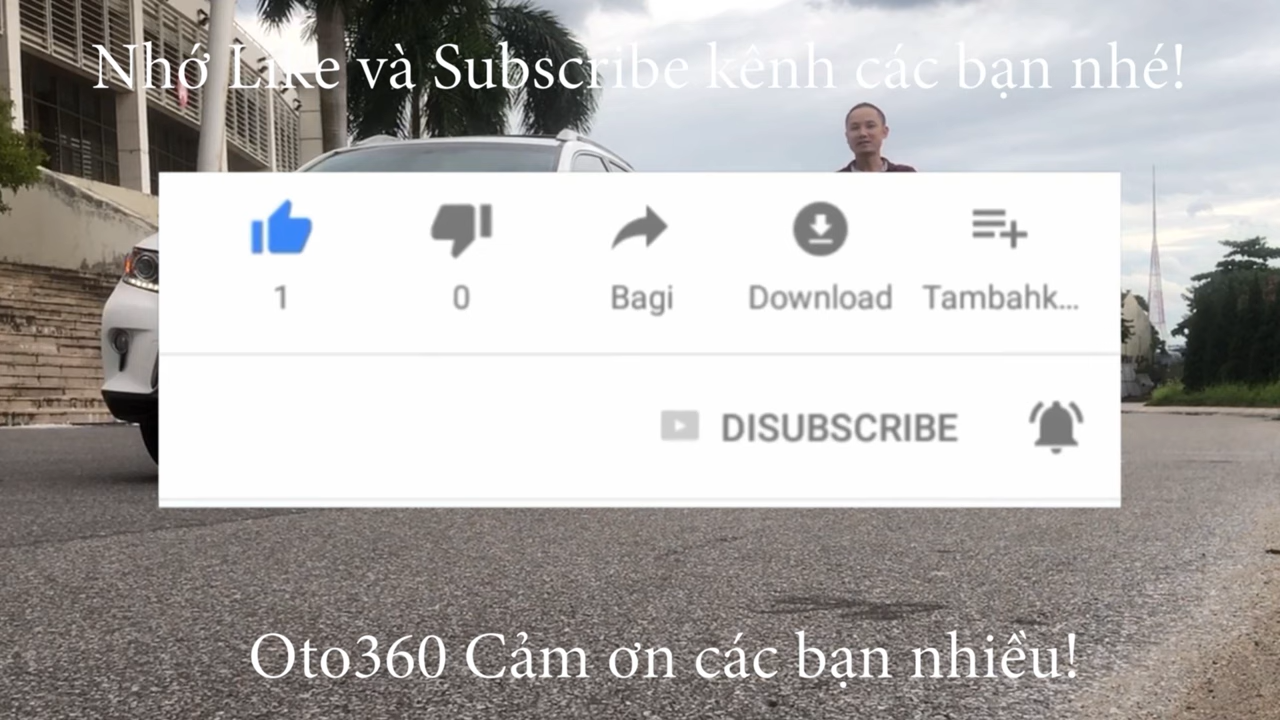 Nhớ Like và Subscribe kênh các bạn nhé!
1 0 Bagi Download Tambahk...
DISUBSCRIBE
Oto360 Cảm ơn các bạn nhiều!